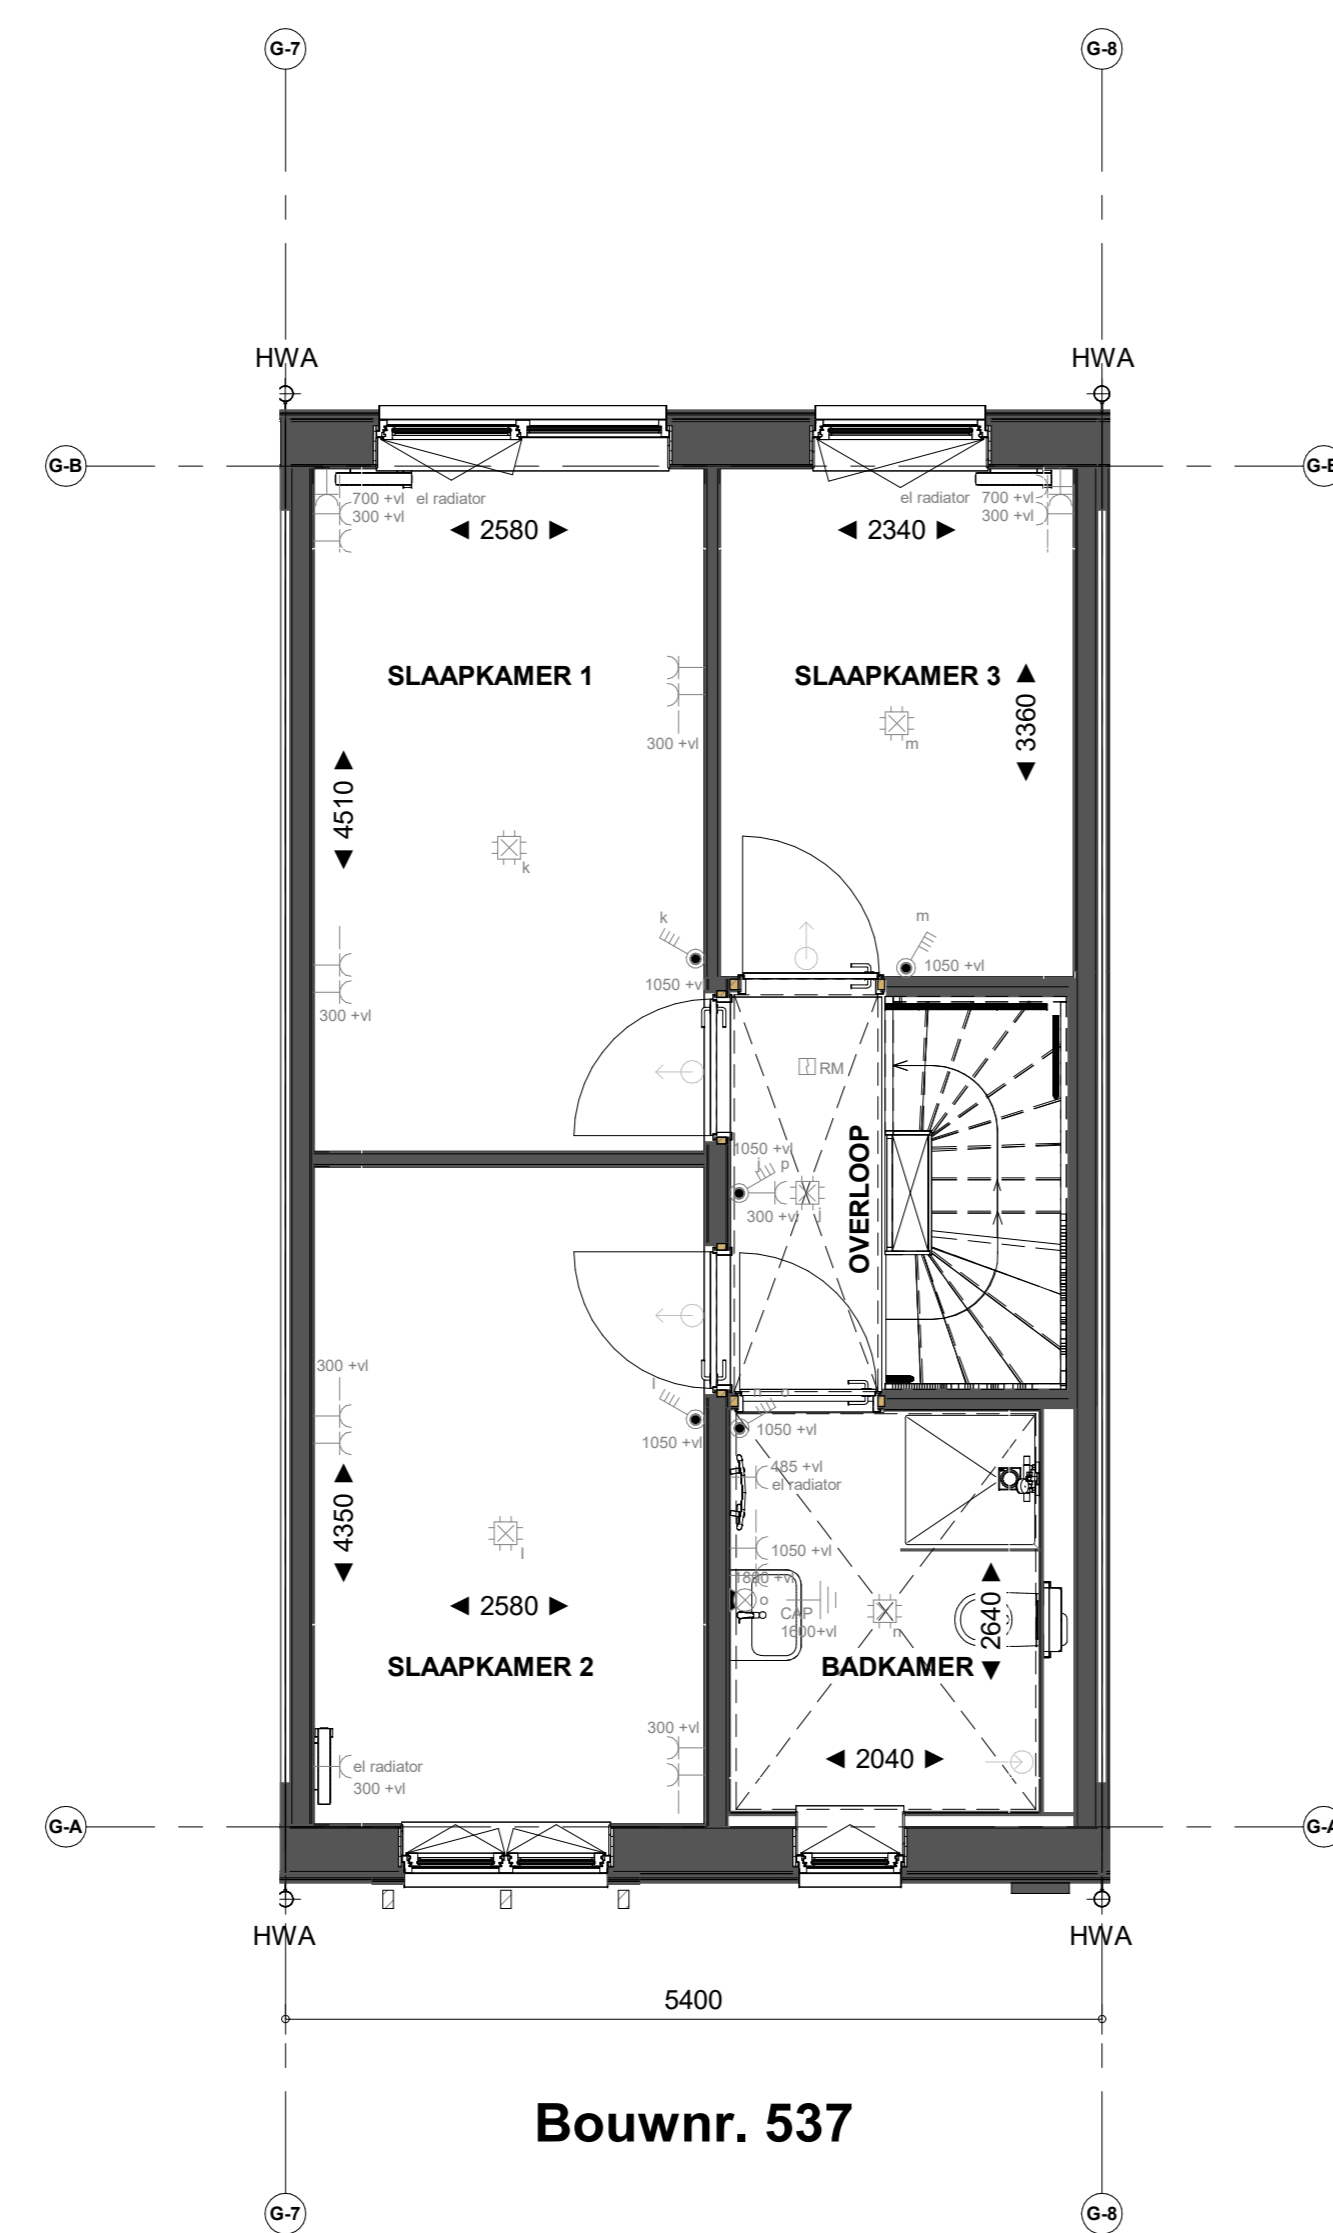 G-7 G-8
HWA HWA
G-B
700 +vl el radiator
300 +vl
el radiator 700 +vl
300 +vl
2580
2340
SLAAPKAMER 1
SLAAPKAMER 3
300 +vl
m
3360
4510
k
k
m
1050 +vl
1050 +v
300 +vl
RM
1050 +vl
p
300 +vl j
OVERLOOP
300 +vl
l
1050 +vl
1050 +vl
485 +vl
el radiator
4350
l
1050 +vl
o
CAP
1600+vl
n
2640
2580
SLAAPKAMER 2
BADKAMER
300 +vl
2040
el radiator
300 +vl
G-A
HWA HWA
5400
Bouwnr. 537
G-7 G-8